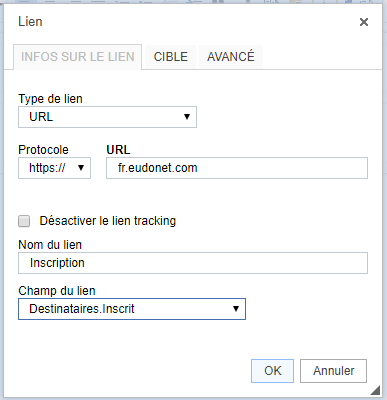 Lien
INFOS SUR LE LIEN CIBLE AVANCÉ
Type de lien
URL
Protocole URL
https:// fr.eudonet.com
Désactiver le lien tracking
Nom du lien
Inscription
Champ du lien
Destinataires.Inscrit
OK Annuler